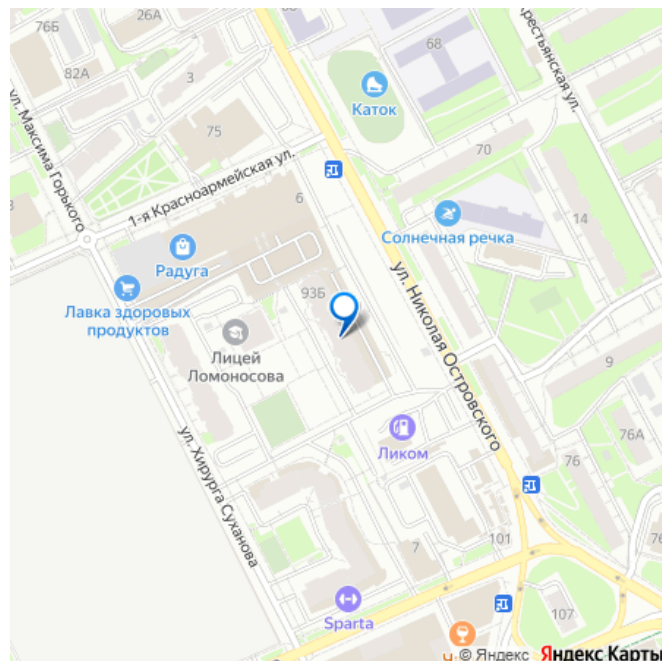 76Б
82А
3
68
Каток
Крестьянская ул.
ул. Максима Горького
75
1-я Красноармейская ул.
70
6
14
Солнечная речка
Радуга
93Б
Лавка здоровых
продуктов
ул. Николая Островского
Лицей
Ломоносова
9
76А
Ликом
76
ул. Хирурга Суханова
101
7
107
Sparta
© Яндекс Яндекс Карты